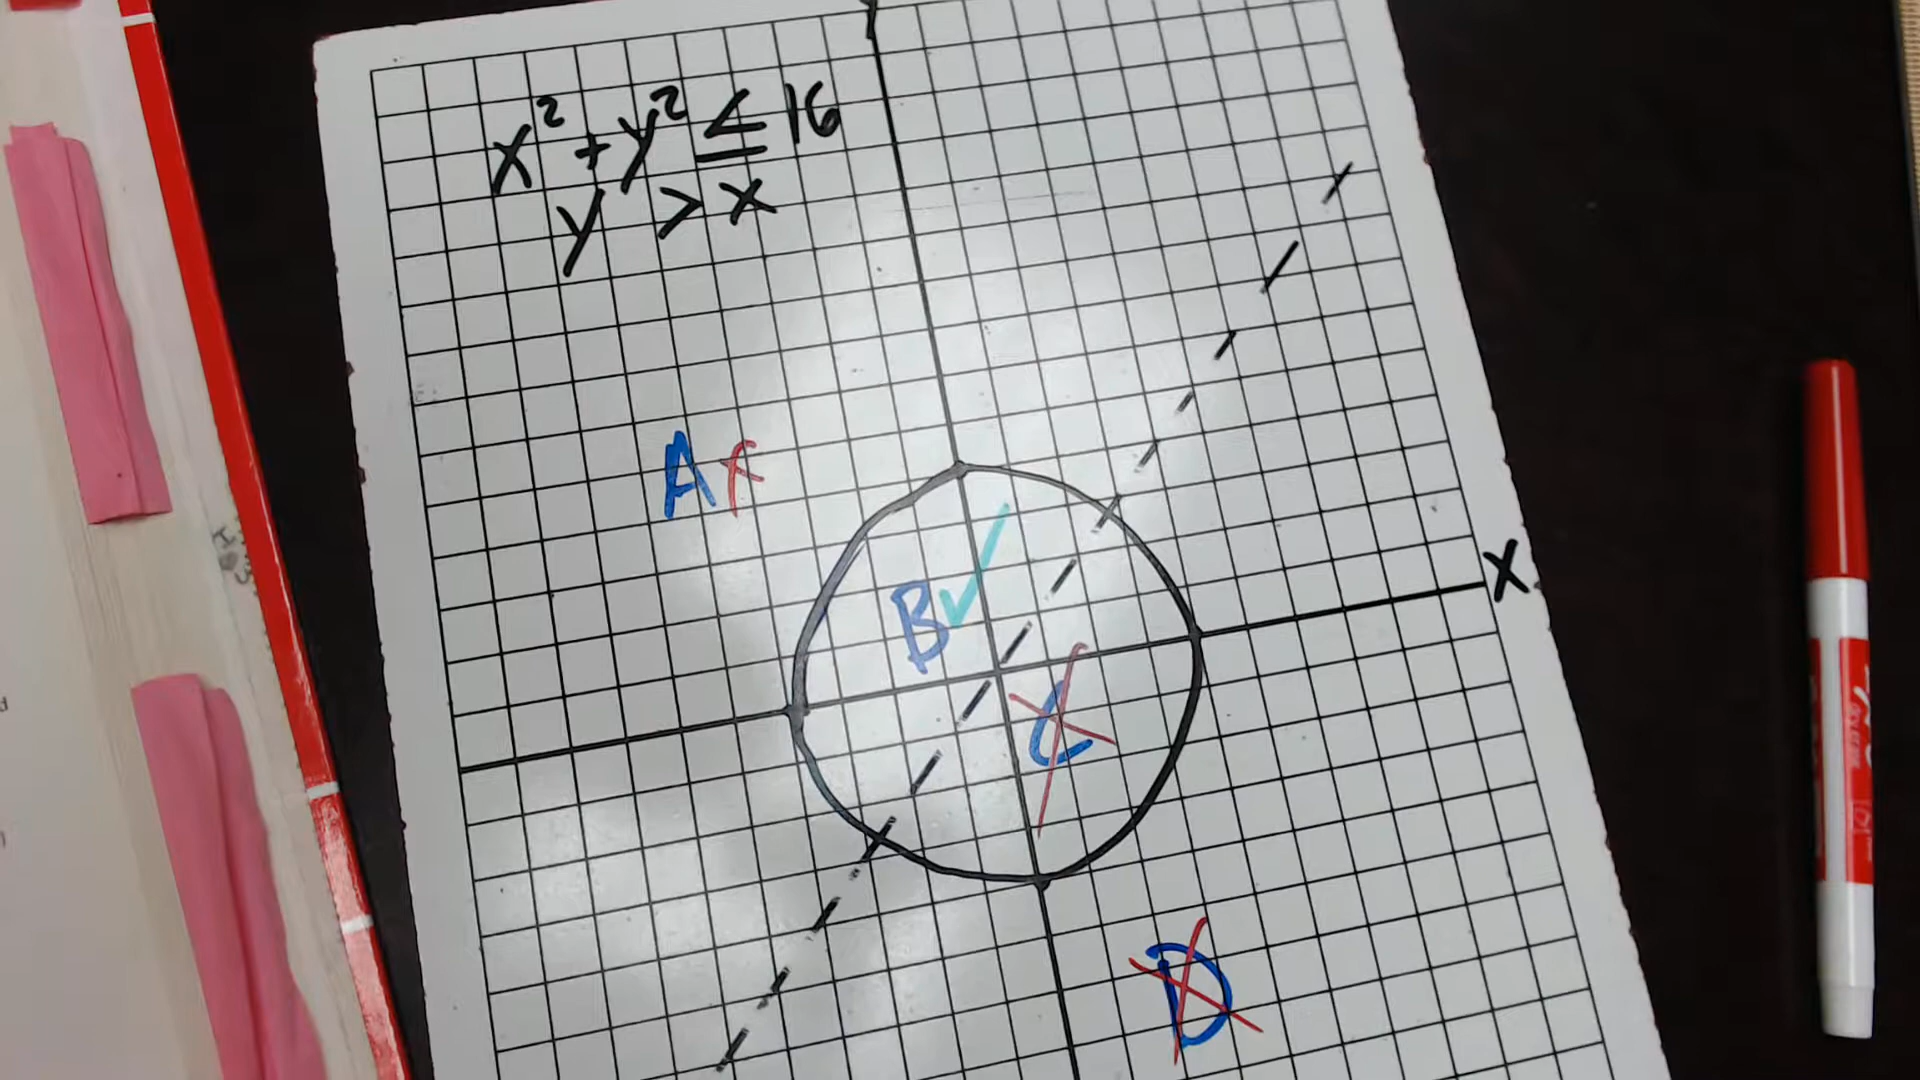 x² + y² ≤ 16
y > x
A x
B ✓
C
D
X